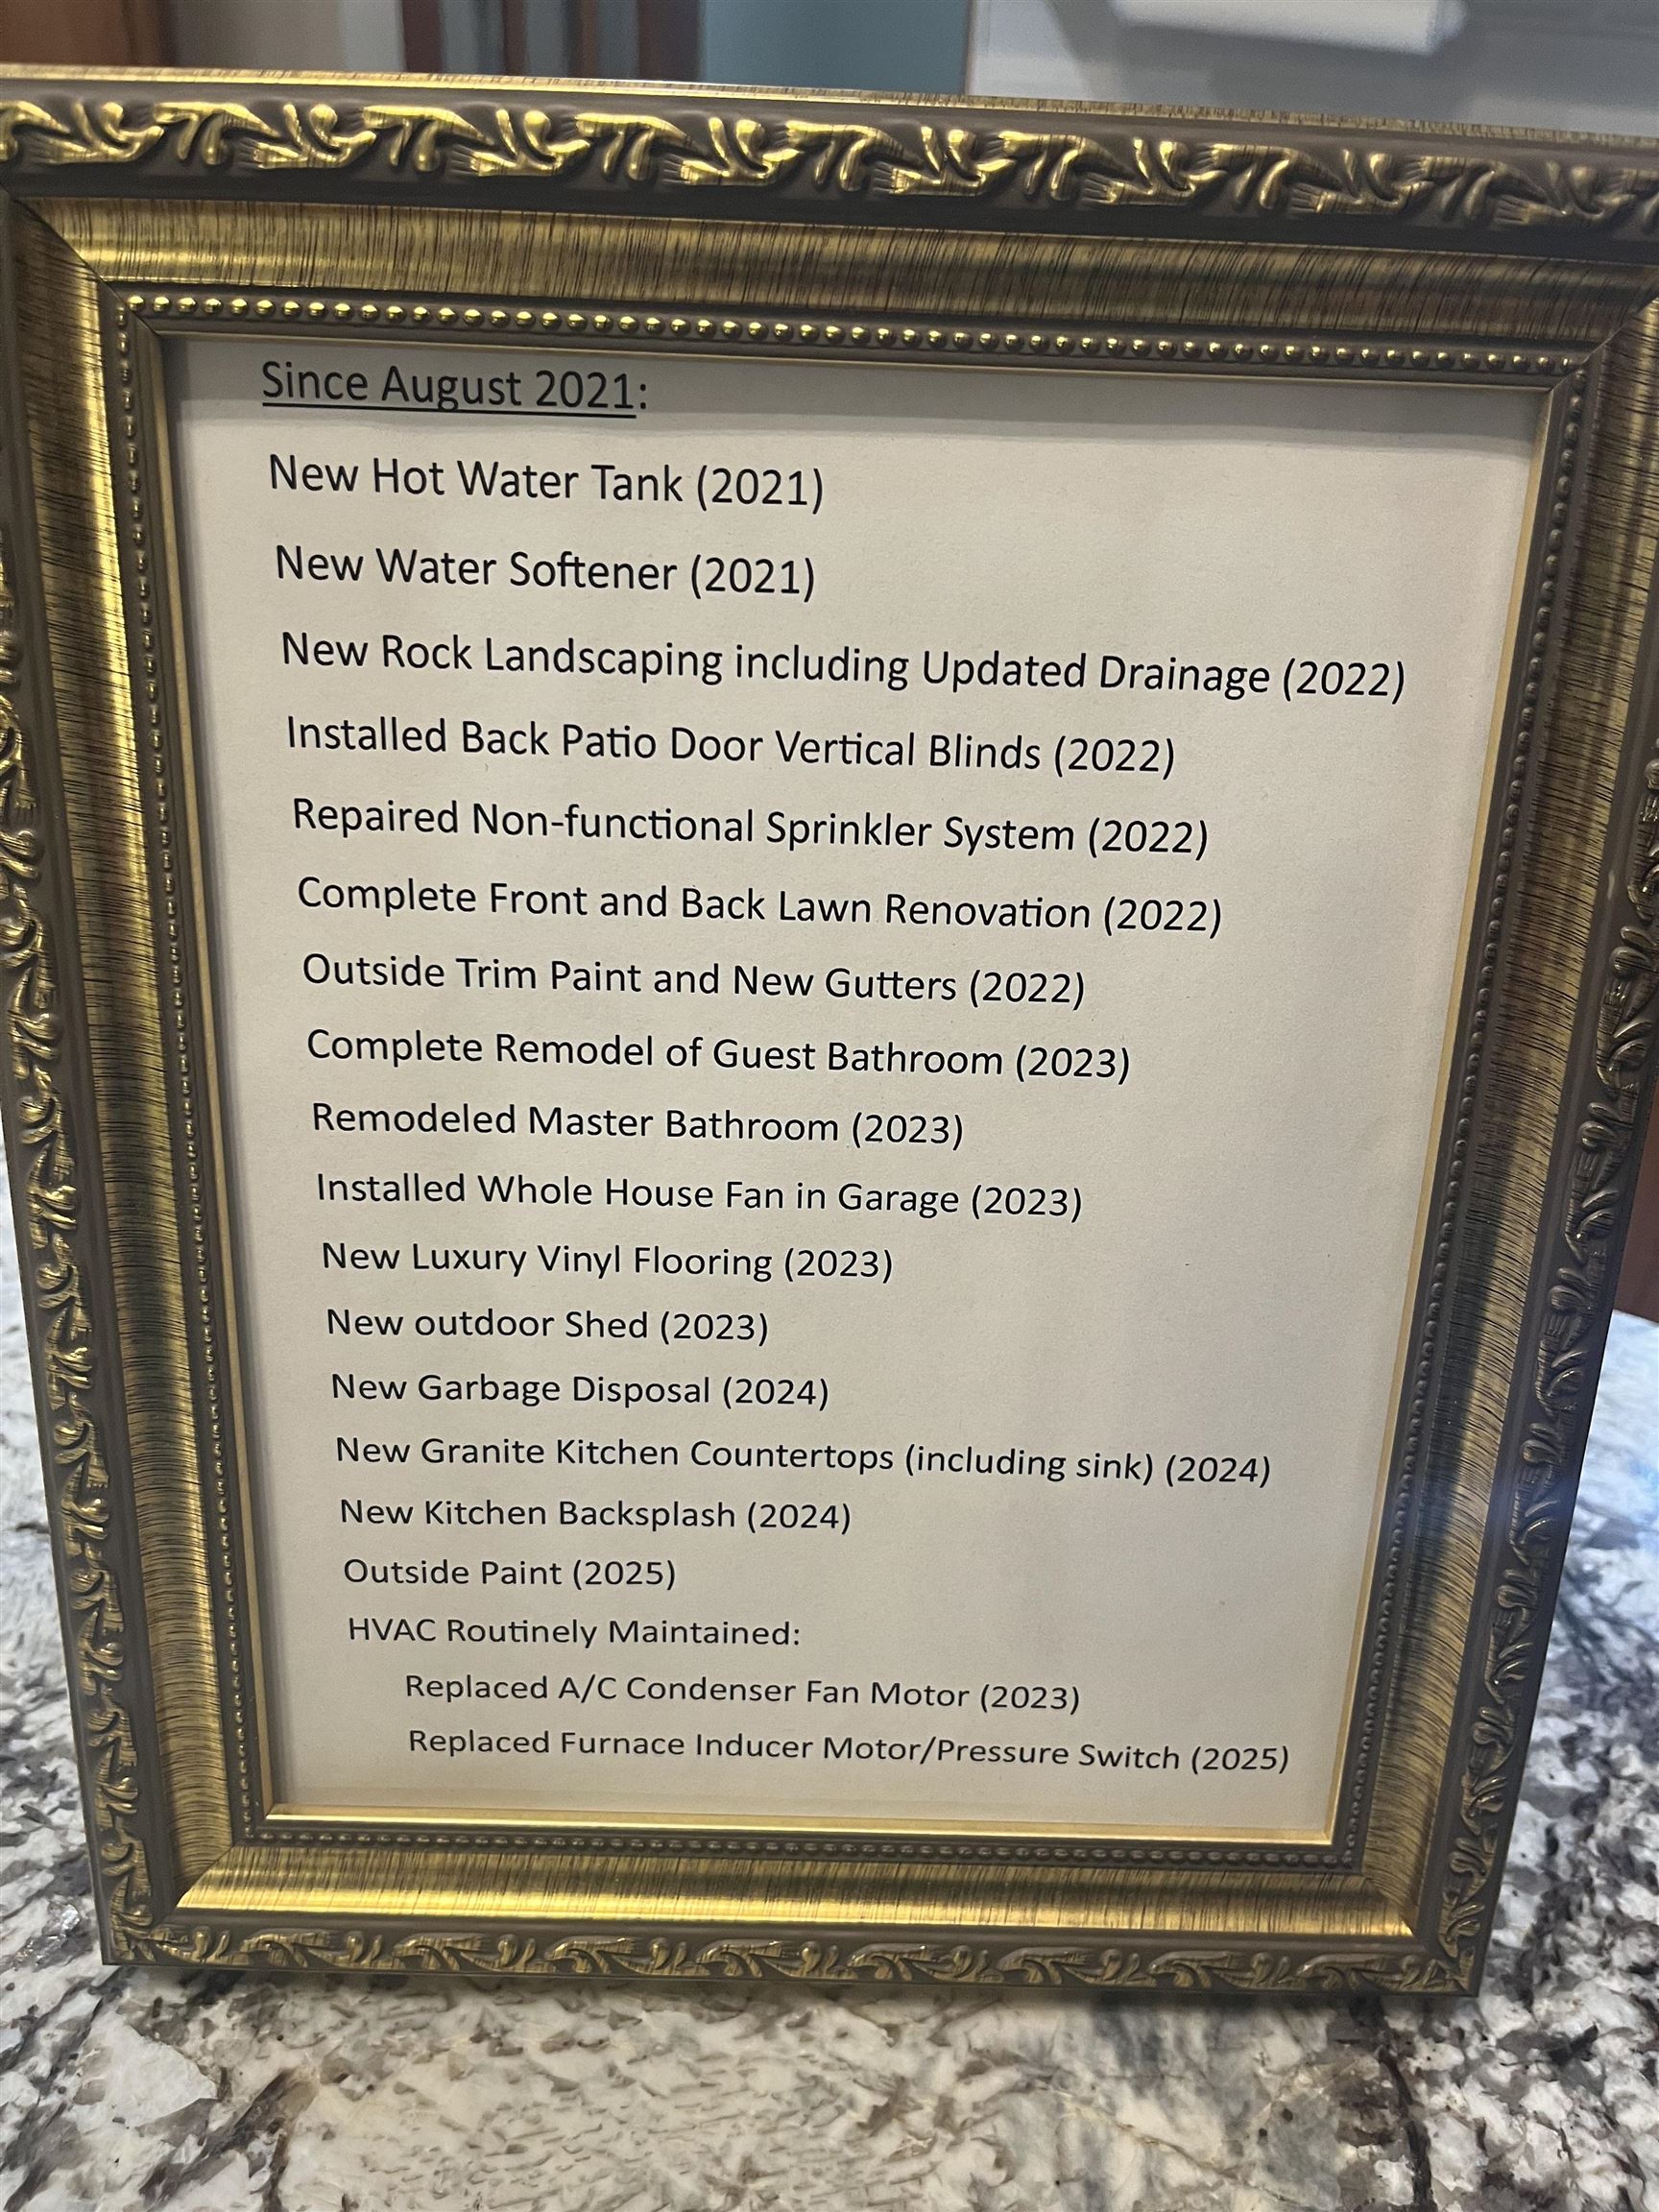 Since August 2021:
New Hot Water Tank (2021)
New Water Softener (2021)
New Rock Landscaping including Updated Drainage (2022)
Installed Back Patio Door Vertical Blinds (2022)
Repaired Non-functional Sprinkler System (2022)
Complete Front and Back Lawn Renovation (2022)
Outside Trim Paint and New Gutters (2022)
Complete Remodel of Guest Bathroom (2023)
Remodeled Master Bathroom (2023)
Installed Whole House Fan in Garage (2023)
New Luxury Vinyl Flooring (2023)
New outdoor Shed (2023)
New Garbage Disposal (2024)
New Granite Kitchen Countertops (including sink) (2024)
New Kitchen Backsplash (2024)
Outside Paint (2025)
HVAC Routinely Maintained:
Replaced A/C Condenser Fan Motor (2023)
Replaced Furnace Inducer Motor/Pressure Switch (2025)